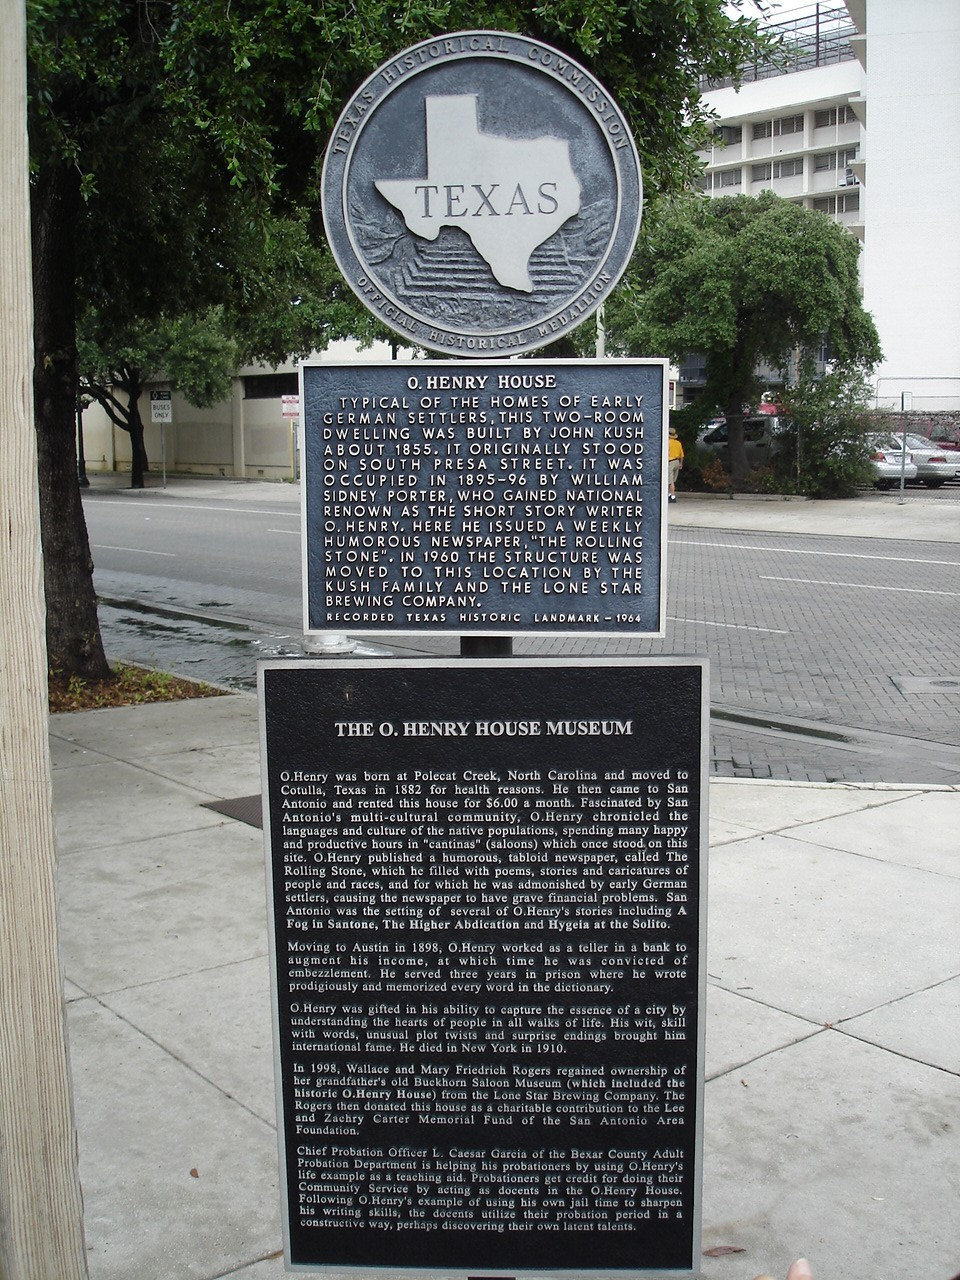 TEXAS HISTORICAL COMMISSION
TEXAS
OFFICIAL HISTORICAL MEDALLION
O. HENRY HOUSE
TYPICAL OF THE HOMES OF EARLY
GERMAN SETTLERS, THIS TWO-ROOM
DWELLING WAS BUILT BY JOHN KUSH
ABOUT 1855. IT ORIGINALLY STOOD
ON SOUTH PRESA STREET. IT WAS
OCCUPIED IN 1895-96 BY WILLIAM
SIDNEY PORTER, WHO GAINED NATIONAL
RENOWN AS THE SHORT STORY WRITER
O. HENRY. HERE HE ISSUED A WEEKLY
HUMOROUS NEWSPAPER, "THE ROLLING
STONE". IN 1960 THE STRUCTURE WAS
MOVED TO THIS LOCATION BY THE
KUSH FAMILY AND THE LONE STAR
BREWING COMPANY.
RECORDED TEXAS HISTORIC LANDMARK - 1964
BUSES
ONLY
THE O. HENRY HOUSE MUSEUM
O.Henry was born at Polecat Creek, North Carolina and moved to
Cotulla, Texas in 1882 for health reasons. He then came to San
Antonio and rented this house for $6.00 a month. Fascinated by San
Antonio's multi-cultural community, O.Henry chronicled the
languages and culture of the native populations, spending many happy
and productive hours in "cantinas" (saloons) which once stood on this
site. O.Henry published a humorous, tabloid newspaper, called The
Rolling Stone, which he filled with poems, stories and caricatures of
people and races, and for which he was admonished by early German
settlers, causing the newspaper to have grave financial problems. San
Antonio was the setting of several of O.Henry's stories including A
Fog in Santone, The Higher Abdication and Hygeia at the Solito.
Moving to Austin in 1898, O.Henry worked as a teller in a bank to
augment his income, at which time he was convicted of
embezzlement. He served three years in prison where he wrote
prodigiously and memorized every word in the dictionary.
O.Henry was gifted in his ability to capture the essence of a city by
understanding the hearts of people in all walks of life. His wit, skill
with words, unusual plot twists and surprise endings brought him
international fame. He died in New York in 1910.
In 1998, Wallace and Mary Friedrich Rogers regained ownership of
her grandfather's old Buckhorn Saloon Museum (which included the
historic O.Henry House) from the Lone Star Brewing Company. The
Rogers then donated this house as a charitable contribution to the Lee
and Zachry Carter Memorial Fund of the San Antonio Area
Foundation.
Chief Probation Officer L. Caesar Garcia of the Bexar County Adult
Probation Department is helping his probationers by using O.Henry's
life example as a teaching aid. Probationers get credit for doing their
Community Service by acting as docents in the O.Henry House.
Following O.Henry's example of using his own jail time to sharpen
his writing skills, the docents utilize their probation period in a
constructive way, perhaps discovering their own latent talents.